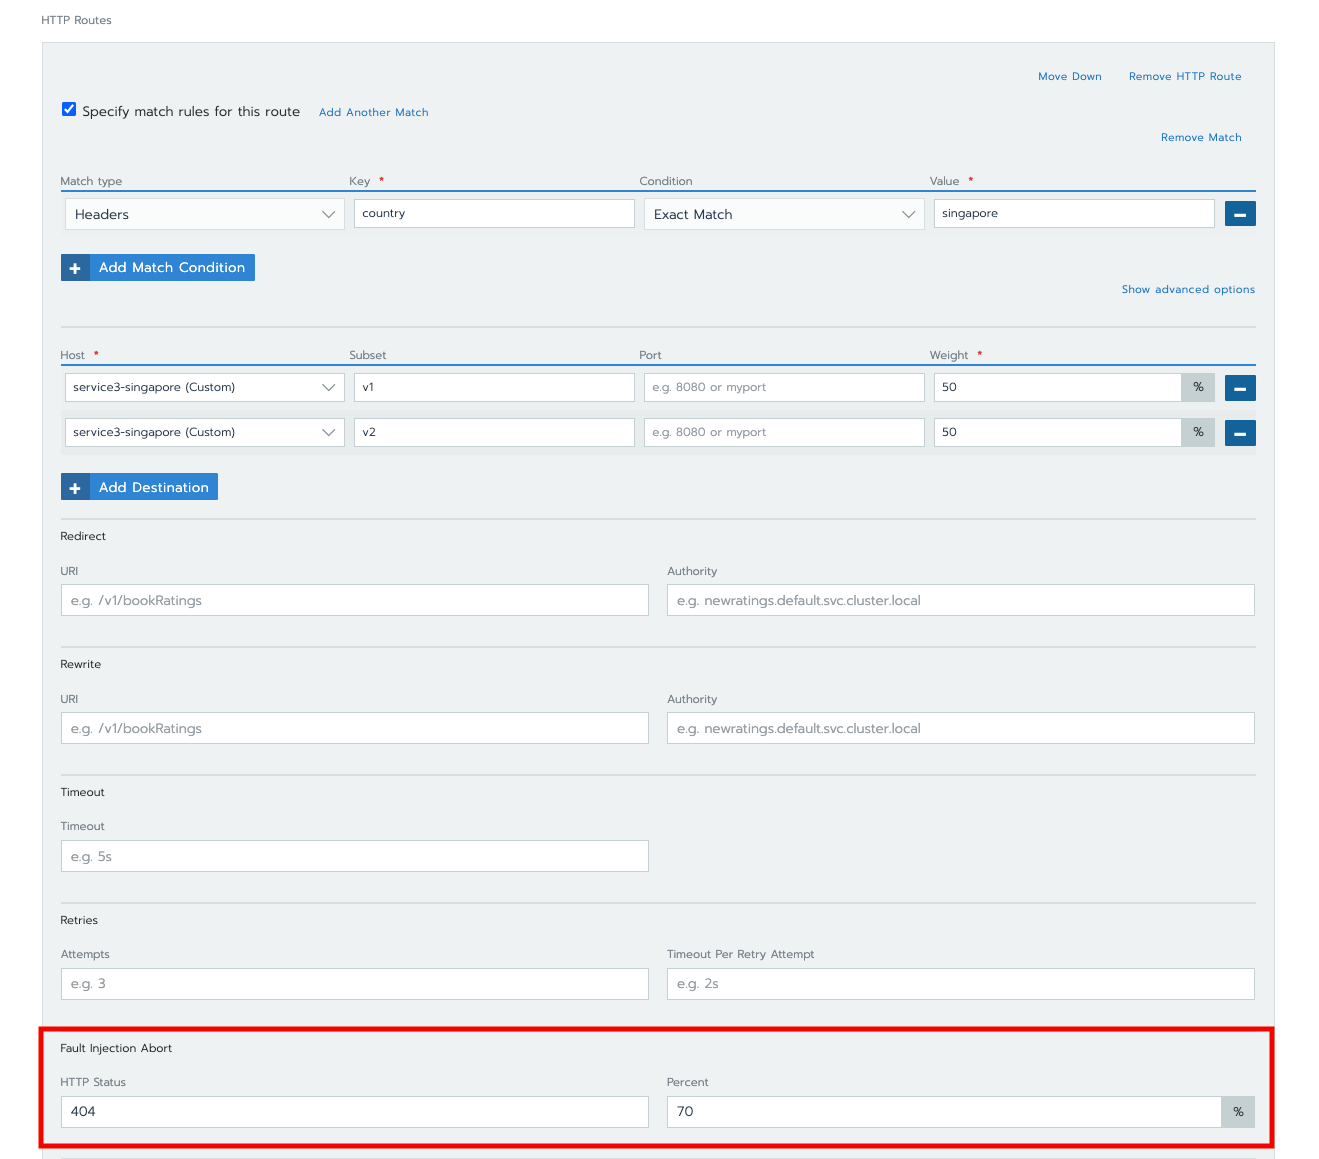 HTTP Routes
Move Down Remove HTTP Route
Specify match rules for this route Add Another Match
Remove Match
Match type Key * Condition Value *
Headers country Exact Match singapore
+ Add Match Condition
Show advanced options
Host * Subset Port Weight *
service3-singapore (Custom) v1 e.g. 8080 or myport 50 %
service3-singapore (Custom) v2 e.g. 8080 or myport 50 %
+ Add Destination
Redirect
URI Authority
e.g. /v1/bookRatings e.g. newratings.default.svc.cluster.local
Rewrite
URI Authority
e.g. /v1/bookRatings e.g. newratings.default.svc.cluster.local
Timeout
Timeout
e.g. 5s
Retries
Attempts Timeout Per Retry Attempt
e.g. 3 e.g. 2s
Fault Injection Abort
HTTP Status Percent
404 70 %